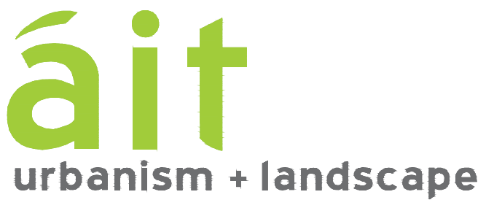 áit
urbanism + landscape